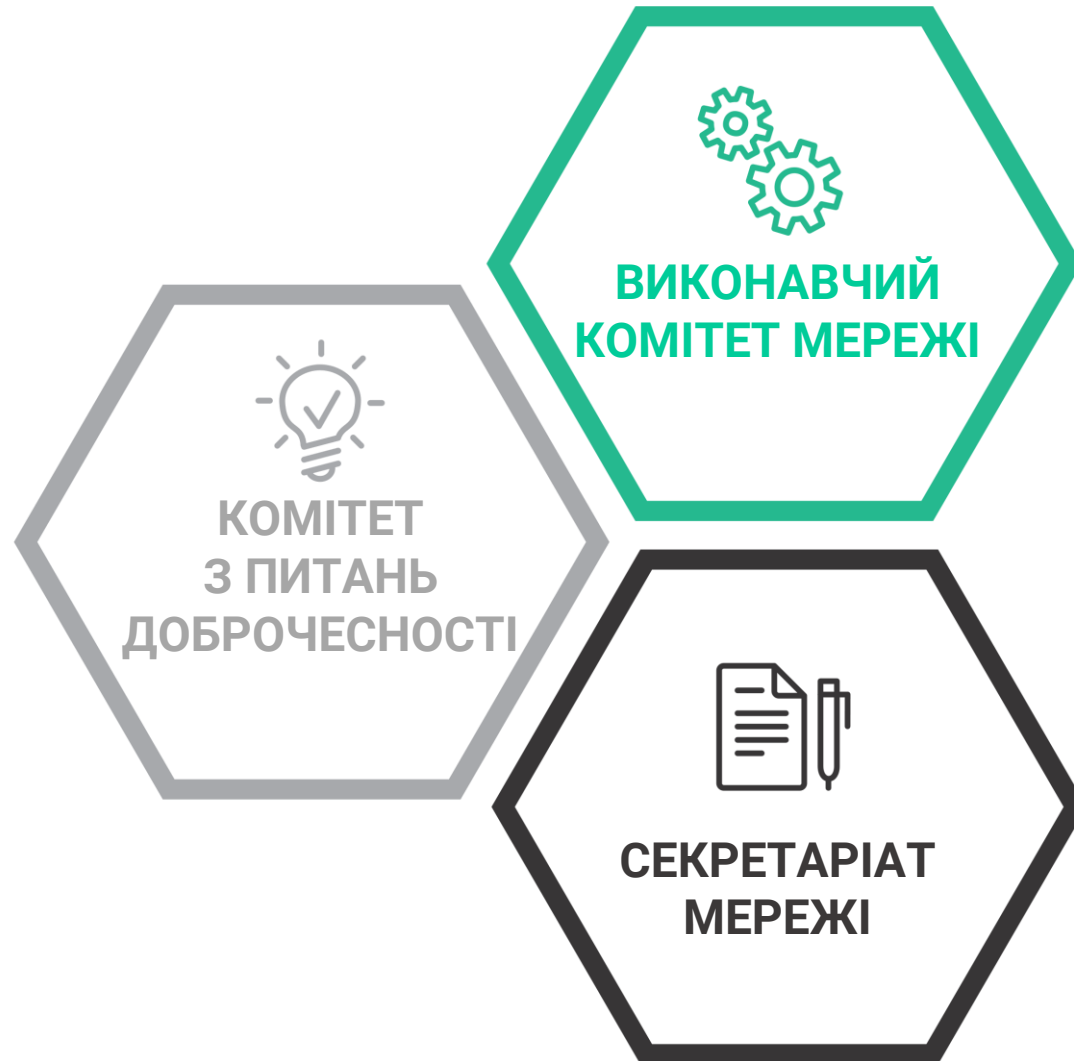 ВИКОНАВЧИЙ
КОМІТЕТ МЕРЕЖІ
КОМІТЕТ
З ПИТАНЬ
ДОБРОЧЕСНОСТІ
СЕКРЕТАРІАТ
МЕРЕЖІ